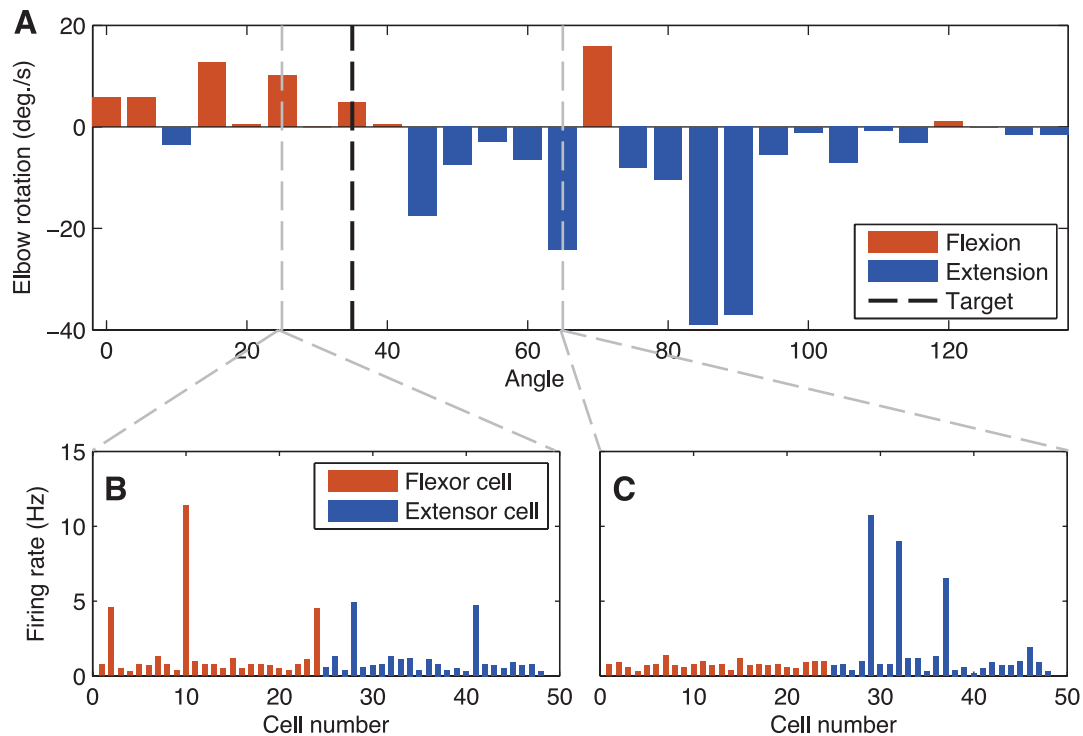 A
20
0
−20
−40
Elbow rotation (deg./s)
0 20 40 60 80 100 120
Angle
Flexion
Extension
Target
B
15
10
5
0
Firing rate (Hz)
0 10 20 30 40 50
Cell number
Flexor cell
Extensor cell
C
0 10 20 30 40 50
Cell number